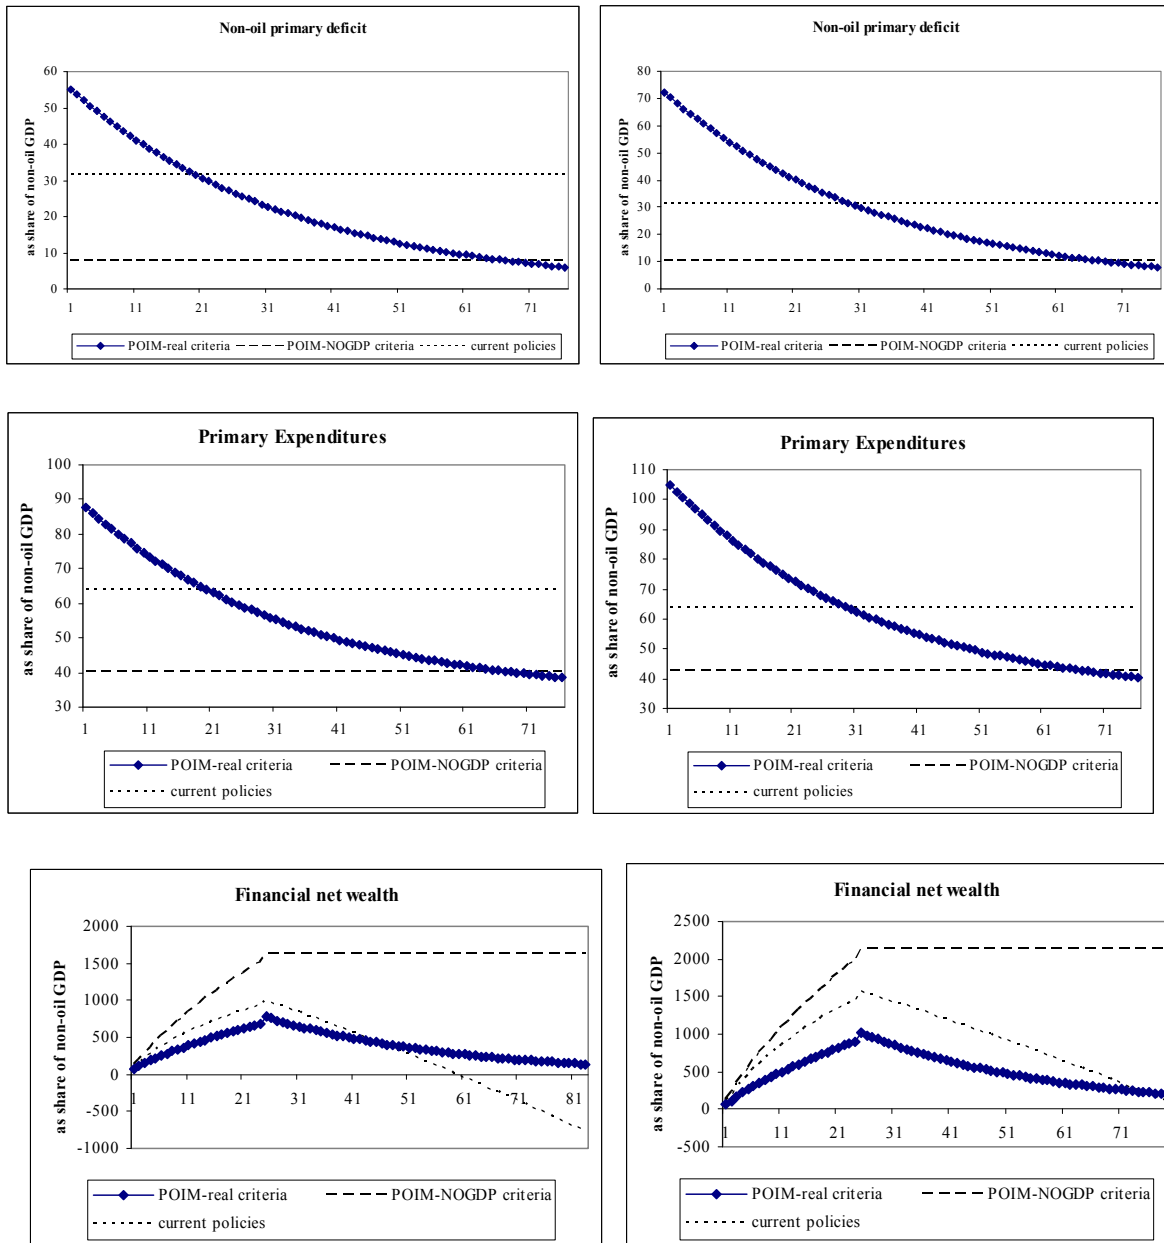 Non-oil primary deficit
as share of non-oil GDP
60
50
40
30
20
10
0
1 11 21 31 41 51 61 71
POIM-real criteria POIM-NOGDP criteria current policies
Non-oil primary deficit
as share of non-oil GDP
80
70
60
50
40
30
20
10
0
1 11 21 31 41 51 61 71
POIM-real criteria POIM-NOGDP criteria current policies
Primary Expenditures
as share of non-oil GDP
100
90
80
70
60
50
40
30
1 11 21 31 41 51 61 71
POIM-real criteria POIM-NOGDP criteria
current policies
Primary Expenditures
as share of non-oil GDP
110
100
90
80
70
60
50
40
30
1 11 21 31 41 51 61 71
POIM-real criteria POIM-NOGDP criteria
current policies
Financial net wealth
as share of non-oil GDP
2000
1500
1000
500
0
-500
-1000
1 11 21 31 41 51 61 71 81
POIM-real criteria POIM-NOGDP criteria
current policies
Financial net wealth
as share of non-oil GDP
2500
2000
1500
1000
500
0
-500
1 11 21 31 41 51 61 71
POIM-real criteria POIM-NOGDP criteria
current policies